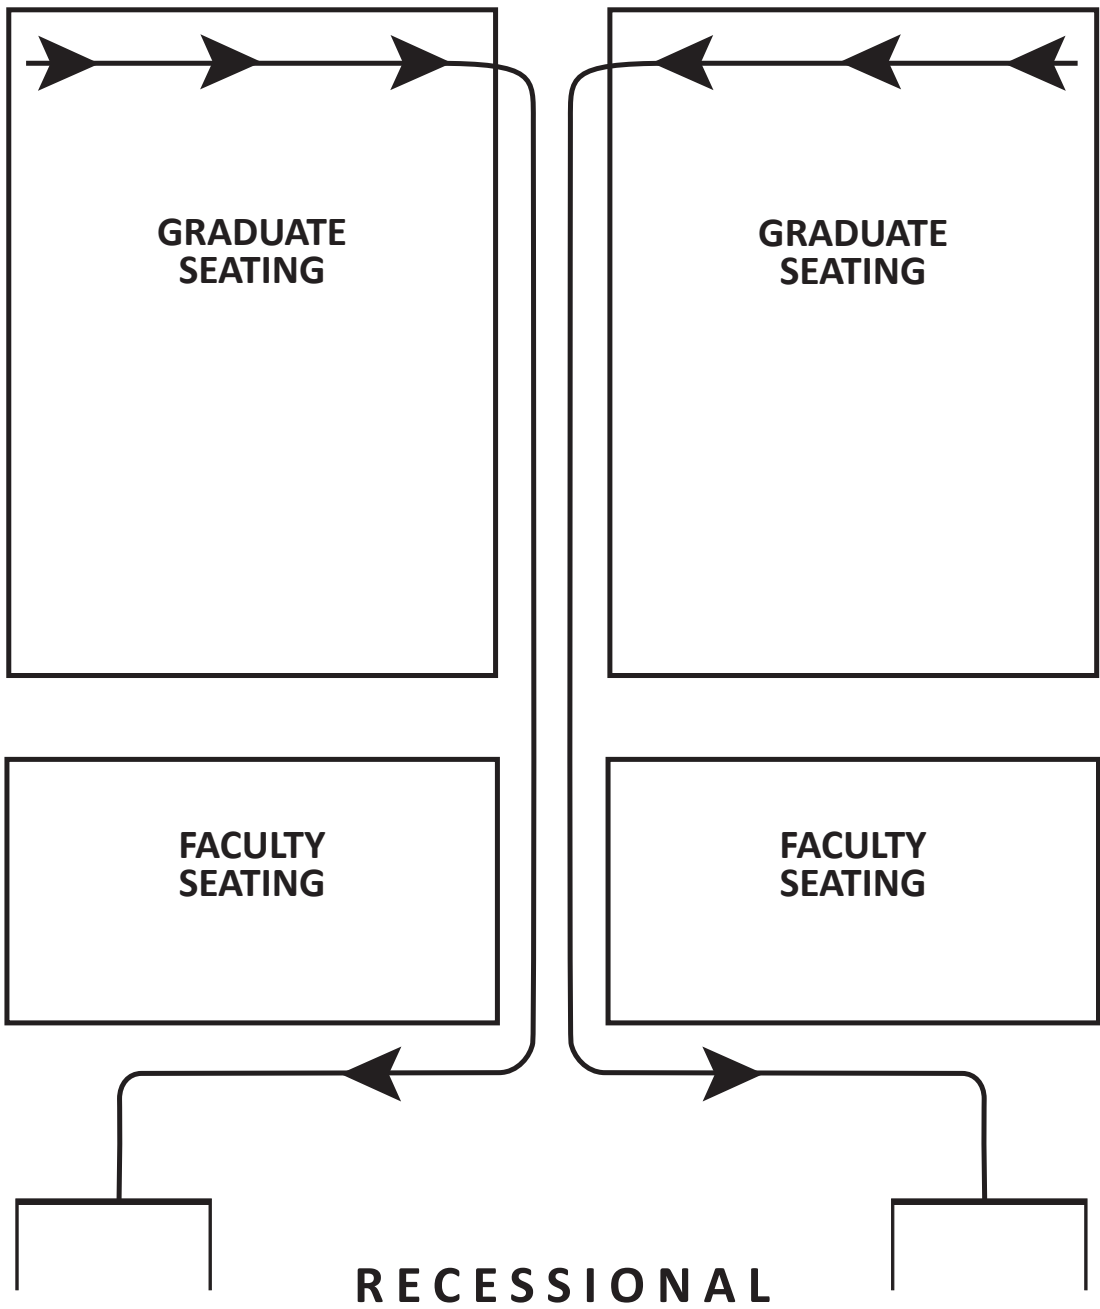 GRADUATE
SEATING
GRADUATE
SEATING
FACULTY
SEATING
FACULTY
SEATING
RECESSIONAL